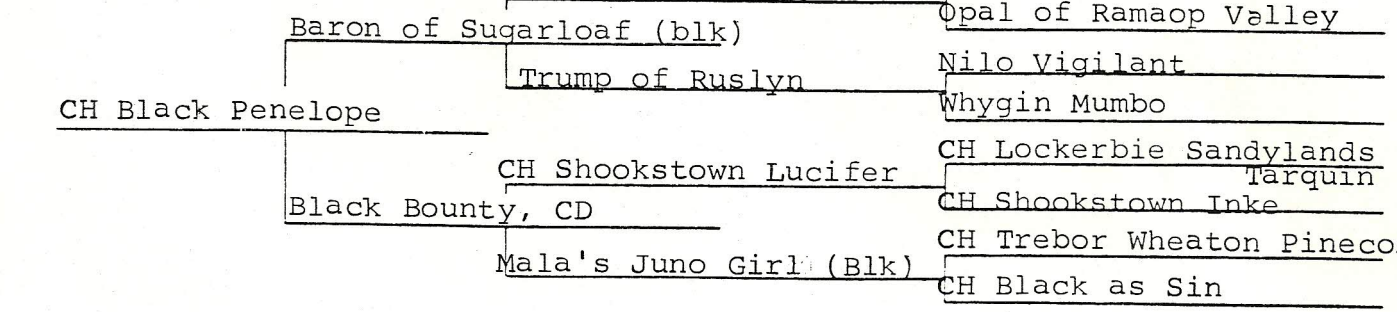 Opal of Ramaop Valley
Baron of Sugarloaf (blk)
Nilo Vigilant
Trump of Ruslyn
Whygin Mumbo
CH Black Penelope
CH Lockerbie Sandylands
Tarquin
CH Shookstown Lucifer
CH Shookstown Inke
Black Bounty, CD
CH Trebor Wheaton Pineco
Mala's Juno Girl (Blk)
CH Black as Sin